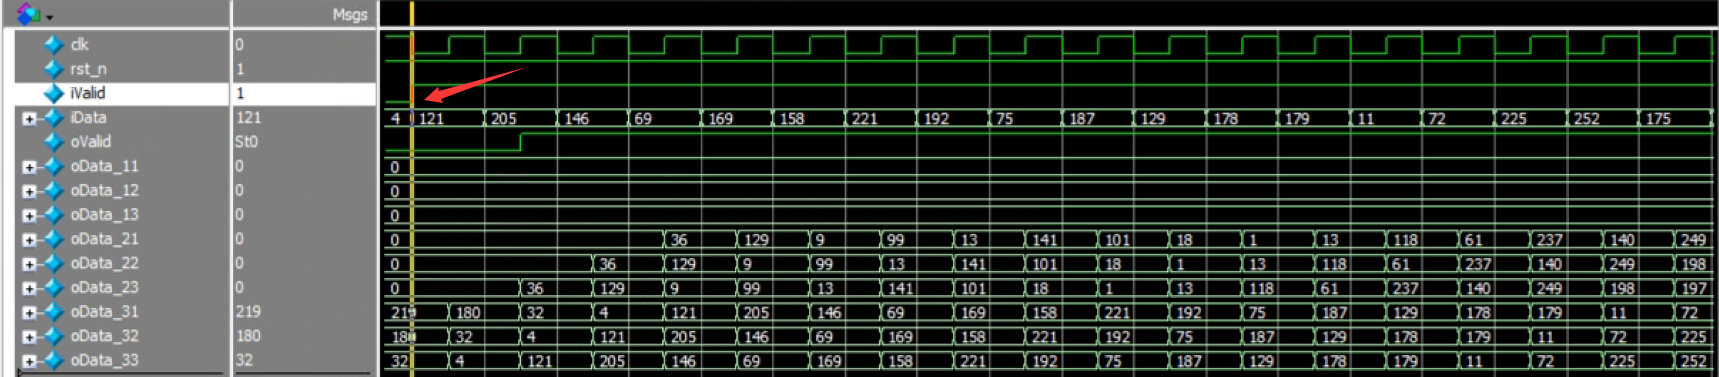 Msgs
clk 0
rst_n 1
iValid 1
iData 121 4 121 205 146 69 169 158 221 192 75 187 129 178 179 11 72 225 252 175
oValid St0
oData_11 0 0
oData_12 0 0
oData_13 0 0
oData_21 0 0 36 129 9 99 13 141 101 18 1 13 118 61 237 140 249
oData_22 0 0 36 129 9 99 13 141 101 18 1 13 118 61 237 140 249 198
oData_23 0 0 36 129 9 99 13 141 101 18 1 13 118 61 237 140 249 198 197
oData_31 219 219 180 32 4 121 205 146 69 169 158 221 192 75 187 129 178 179 11 72
oData_32 180 180 32 4 121 205 146 69 169 158 221 192 75 187 129 178 179 11 72 225
oData_33 32 32 4 121 205 146 69 169 158 221 192 75 187 129 178 179 11 72 225 252